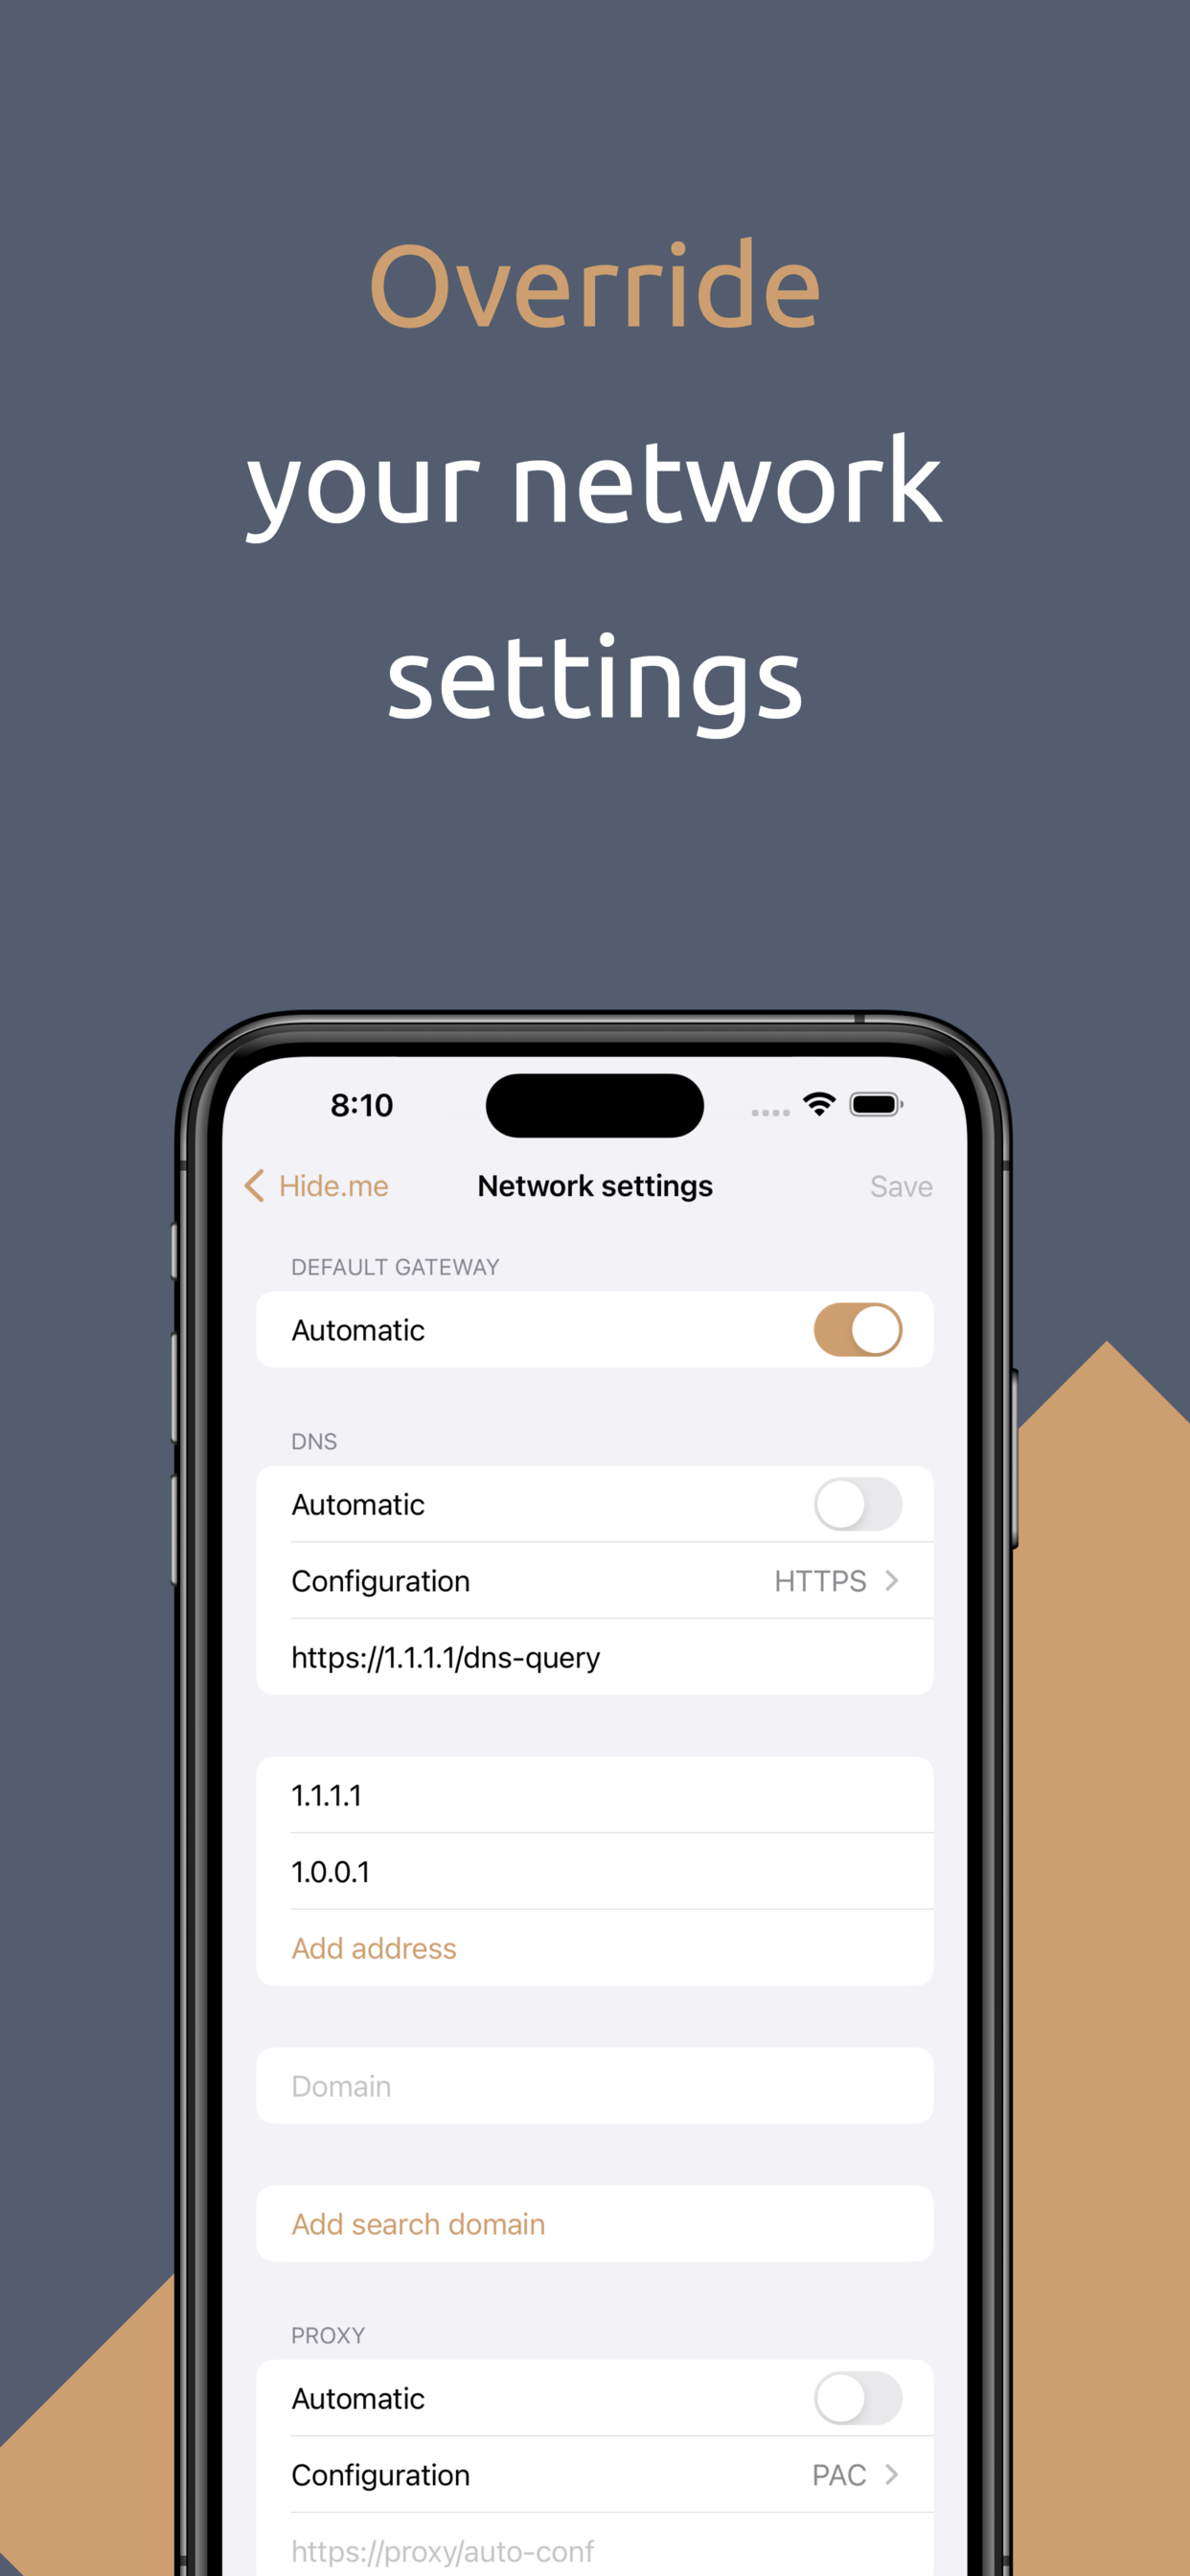 Override
your network
settings
8:10
Hide.me Network settings Save
DEFAULT GATEWAY
Automatic
DNS
Automatic
Configuration HTTPS
https://1.1.1.1/dns-query
1.1.1.1
1.0.0.1
Add address
Domain
Add search domain
PROXY
Automatic
Configuration PAC
https://proxy/auto-conf